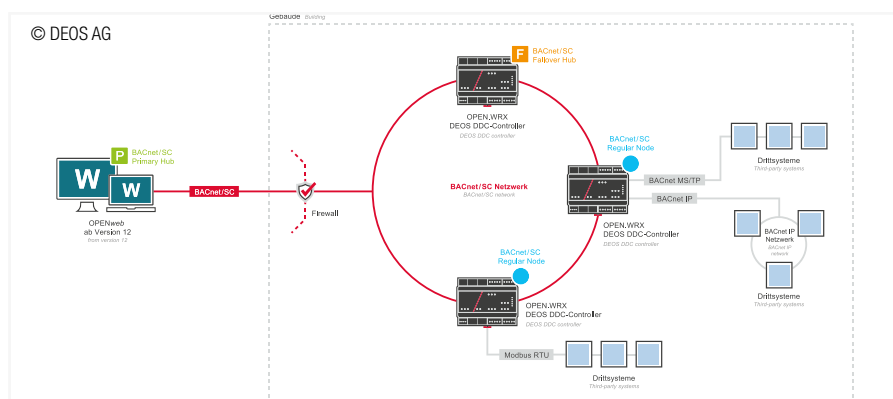 © DEOS AG
Gebäude Building
F
BACnet/SC
Failover Hub
OPEN.WRX
DEOS DDC-Controller
DEOS DDC controller
P
BACnet/SC
Primary Hub
W
W
OPENweb
ab Version 12
from version 12
BACnet/SC
Firewall
BACnet/SC Netzwerk
BACnet/SC network
BACnet/SC
Regular Node
OPEN.WRX
DEOS DDC-Controller
DEOS DDC controller
BACnet MS/TP
BACnet IP
Drittsysteme
Third-party systems
BACnet IP
Netzwerk
BACnet IP
network
Drittsysteme
Third-party systems
BACnet/SC
Regular Node
OPEN.WRX
DEOS DDC-Controller
DEOS DDC controller
Modbus RTU
Drittsysteme
Third-party systems